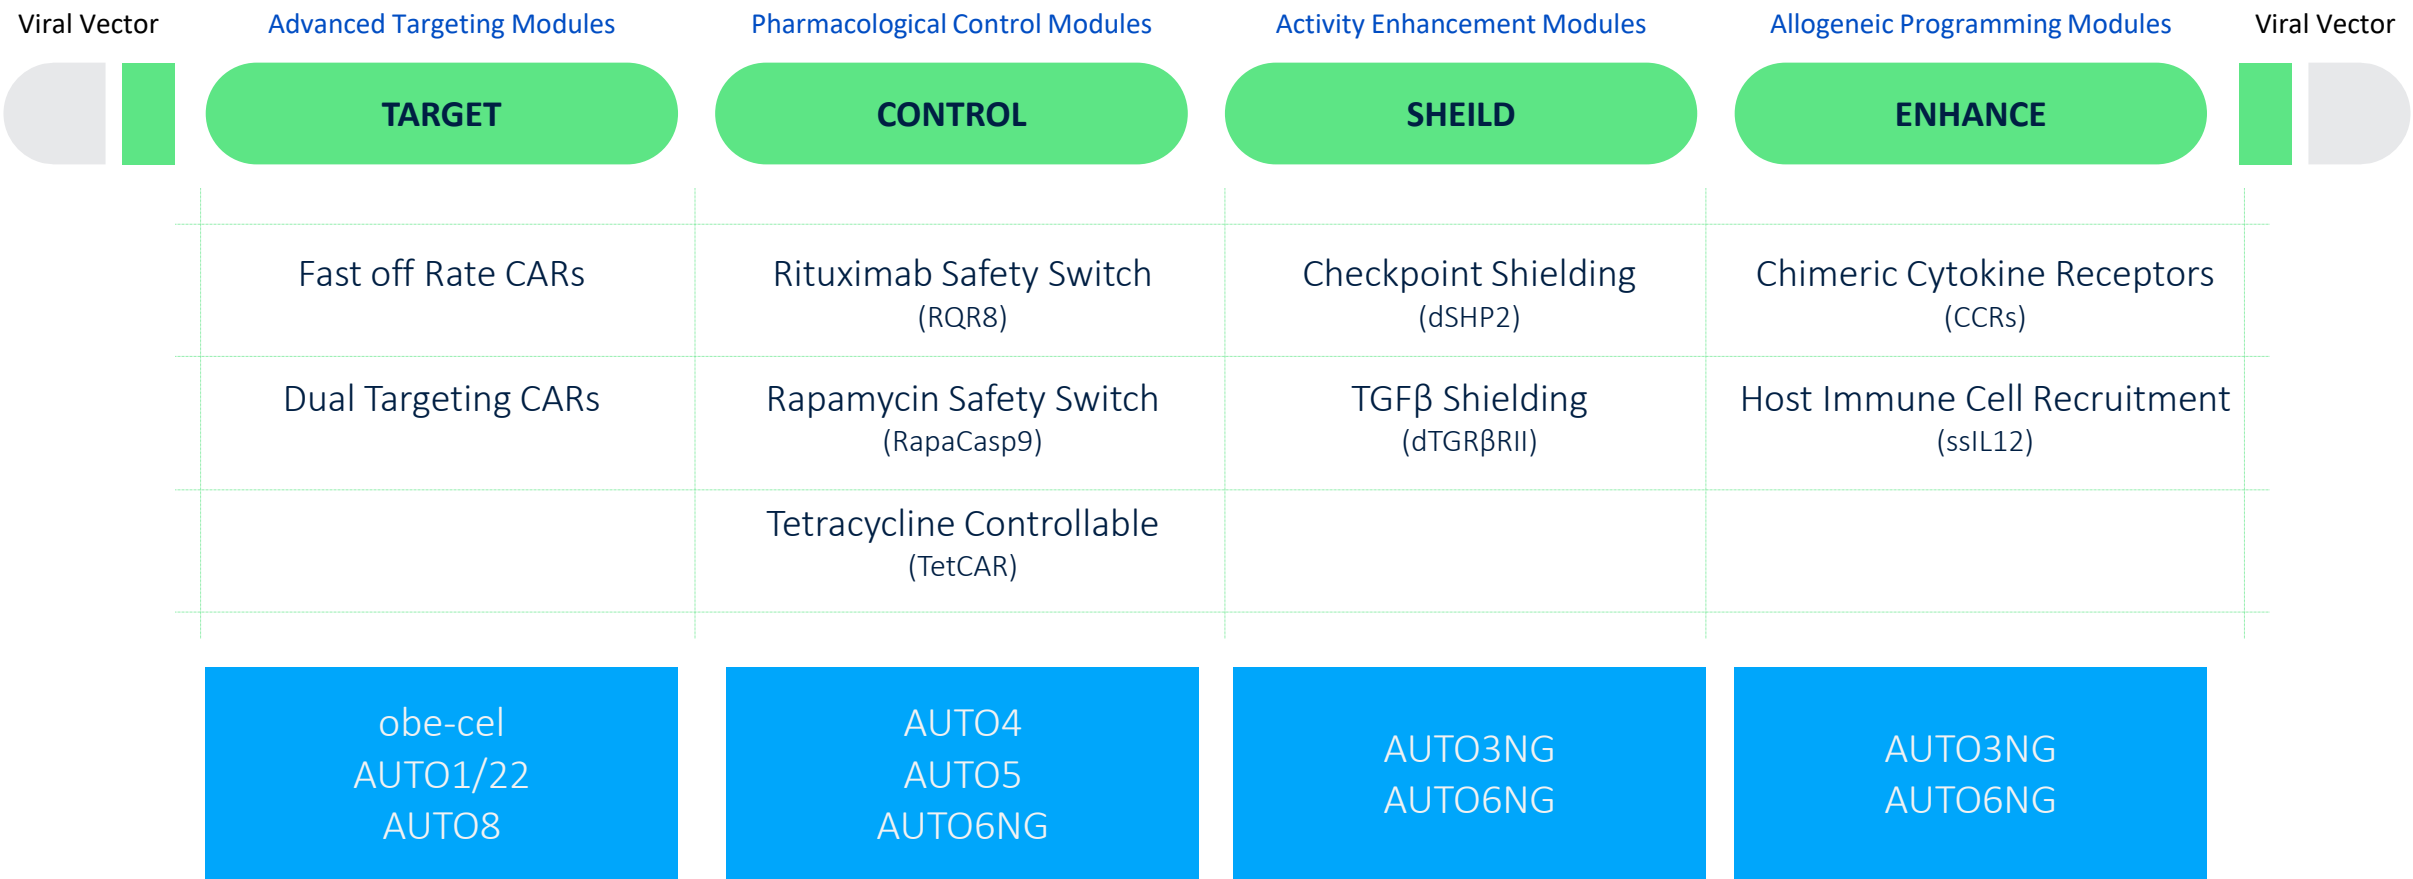 Viral Vector
Advanced Targeting Modules
Pharmacological Control Modules
Activity Enhancement Modules
Allogeneic Programming Modules
Viral Vector
TARGET
CONTROL
SHEILD
ENHANCE
Fast off Rate CARs
Rituximab Safety Switch
(RQR8)
Checkpoint Shielding
(dSHP2)
Chimeric Cytokine Receptors
(CCRs)
Dual Targeting CARs
Rapamycin Safety Switch
(RapaCasp9)
TGFβ Shielding
(dTGRβRII)
Host Immune Cell Recruitment
(ssIL12)
Tetracycline Controllable
(TetCAR)
obe-cel
AUTO1/22
AUTO8
AUTO4
AUTO5
AUTO6NG
AUTO3NG
AUTO6NG
AUTO3NG
AUTO6NG